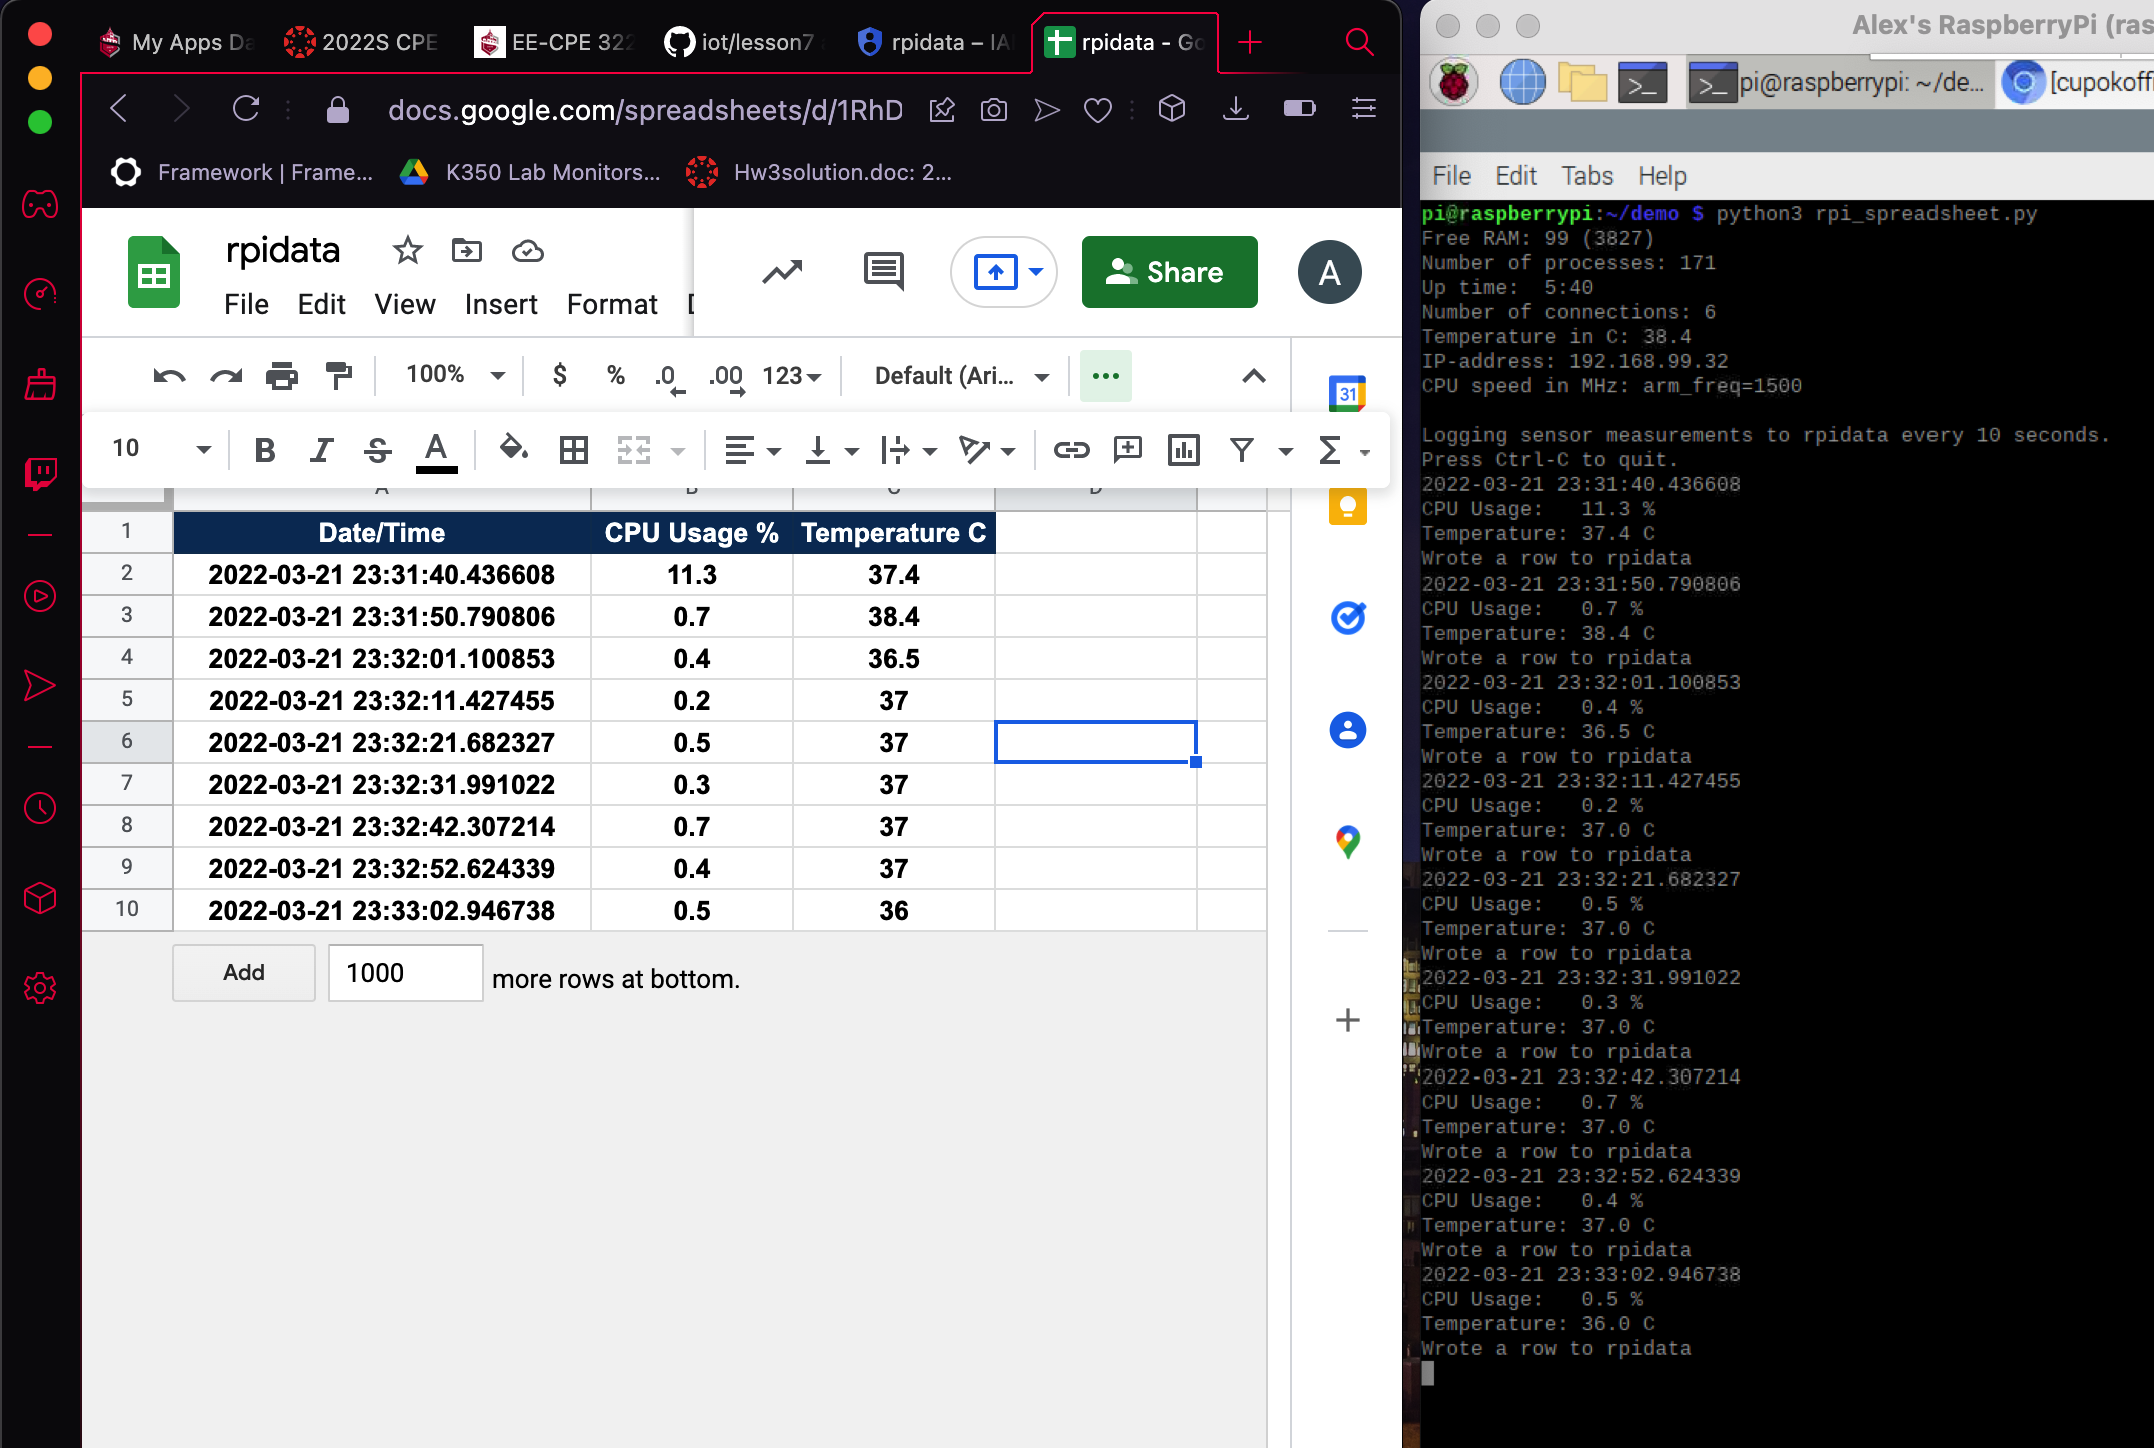 My Apps Da
2022S CPE
EE-CPE 322
iot/lesson7
rpidata – IA
rpidata - Go
docs.google.com/spreadsheets/d/1RhD
Framework | Frame...
K350 Lab Monitors...
Hw3solution.doc: 2...
rpidata
File Edit View Insert Format
Share
A
100%
$ % .0 .00 123
Default (Ari...
31
10
B I S A
Σ
A B C D
1 Date/Time CPU Usage % Temperature C
2 2022-03-21 23:31:40.436608 11.3 37.4
3 2022-03-21 23:31:50.790806 0.7 38.4
4 2022-03-21 23:32:01.100853 0.4 36.5
5 2022-03-21 23:32:11.427455 0.2 37
6 2022-03-21 23:32:21.682327 0.5 37
7 2022-03-21 23:32:31.991022 0.3 37
8 2022-03-21 23:32:42.307214 0.7 37
9 2022-03-21 23:32:52.624339 0.4 37
10 2022-03-21 23:33:02.946738 0.5 36
Add 1000 more rows at bottom.
Alex's RaspberryPi (ras
pi@raspberrypi: ~/de...
[cupokoffi
File Edit Tabs Help
pi@raspberrypi:~/demo $ python3 rpi_spreadsheet.py
Free RAM: 99 (3827)
Number of processes: 171
Up time:  5:40
Number of connections: 6
Temperature in C: 38.4
IP-address: 192.168.99.32
CPU speed in MHz: arm_freq=1500
Logging sensor measurements to rpidata every 10 seconds.
Press Ctrl-C to quit.
2022-03-21 23:31:40.436608
CPU Usage:   11.3 %
Temperature: 37.4 C
Wrote a row to rpidata
2022-03-21 23:31:50.790806
CPU Usage:   0.7 %
Temperature: 38.4 C
Wrote a row to rpidata
2022-03-21 23:32:01.100853
CPU Usage:   0.4 %
Temperature: 36.5 C
Wrote a row to rpidata
2022-03-21 23:32:11.427455
CPU Usage:   0.2 %
Temperature: 37.0 C
Wrote a row to rpidata
2022-03-21 23:32:21.682327
CPU Usage:   0.5 %
Temperature: 37.0 C
Wrote a row to rpidata
2022-03-21 23:32:31.991022
CPU Usage:   0.3 %
Temperature: 37.0 C
Wrote a row to rpidata
2022-03-21 23:32:42.307214
CPU Usage:   0.7 %
Temperature: 37.0 C
Wrote a row to rpidata
2022-03-21 23:32:52.624339
CPU Usage:   0.4 %
Temperature: 37.0 C
Wrote a row to rpidata
2022-03-21 23:33:02.946738
CPU Usage:   0.5 %
Temperature: 36.0 C
Wrote a row to rpidata